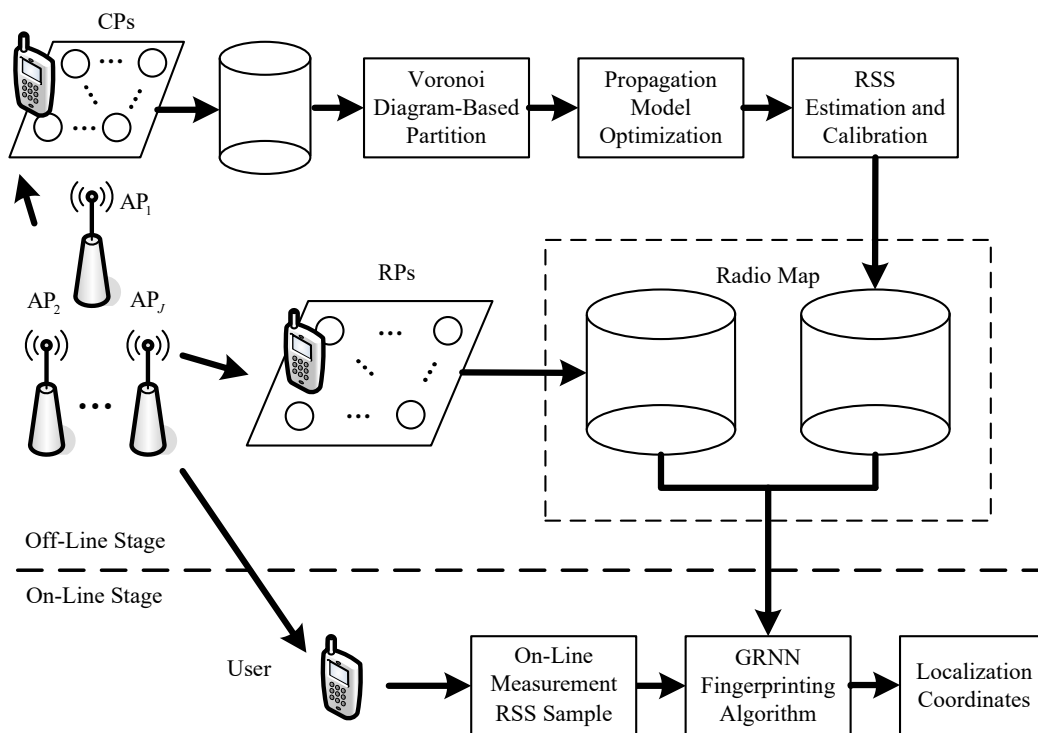 CPs
Voronoi
Diagram-Based
Partition
Propagation
Model
Optimization
RSS
Estimation and
Calibration
AP₁
AP₂
AP_J
RPs
Radio Map
Off-Line Stage
On-Line Stage
User
On-Line
Measurement
RSS Sample
GRNN
Fingerprinting
Algorithm
Localization
Coordinates